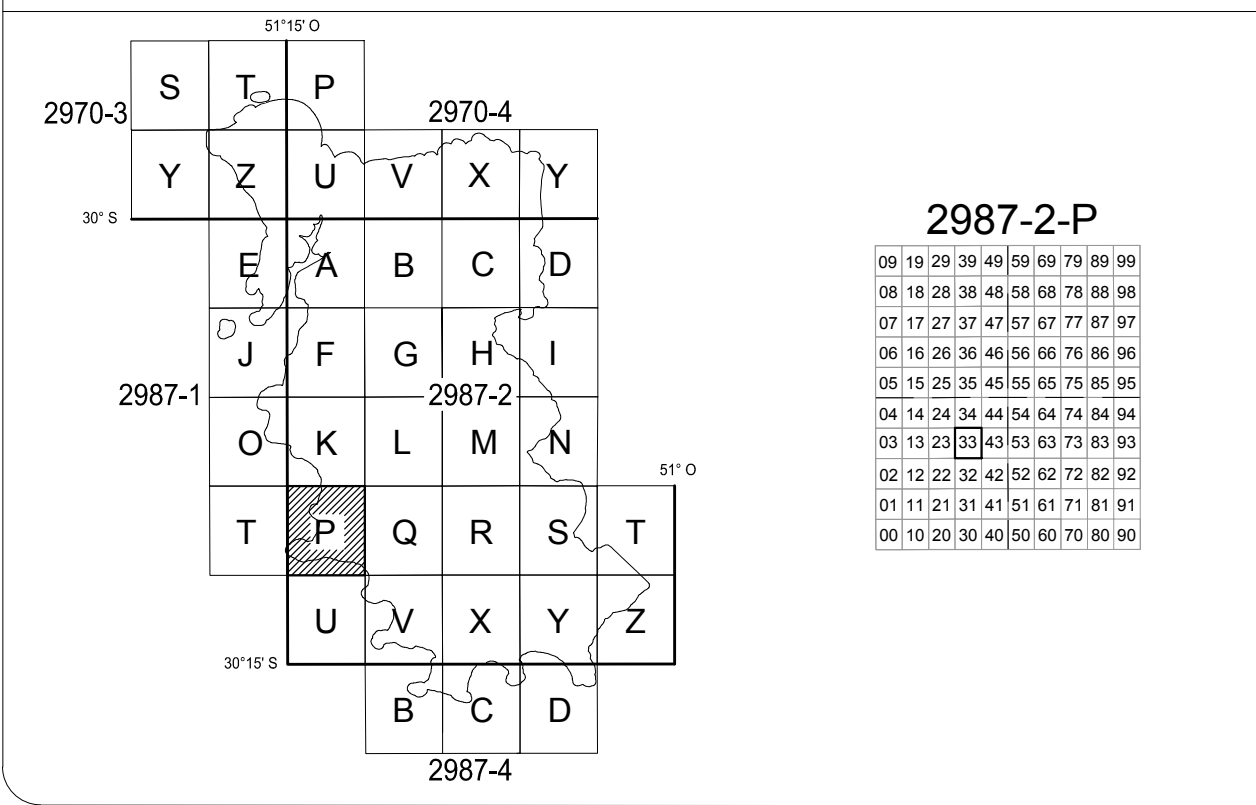 51°15' O
S T P
2970-3 2970-4
Y Z U V X Y
30° S
E A B C D
J F G H I
2987-1 2987-2
O K L M N
51° O
T P Q R S T
U V X Y Z
30°15' S
B C D
2987-4
2987-2-P
09 19 29 39 49 59 69 79 89 99
08 18 28 38 48 58 68 78 88 98
07 17 27 37 47 57 67 77 87 97
06 16 26 36 46 56 66 76 86 96
05 15 25 35 45 55 65 75 85 95
04 14 24 34 44 54 64 74 84 94
03 13 23 33 43 53 63 73 83 93
02 12 22 32 42 52 62 72 82 92
01 11 21 31 41 51 61 71 81 91
00 10 20 30 40 50 60 70 80 90